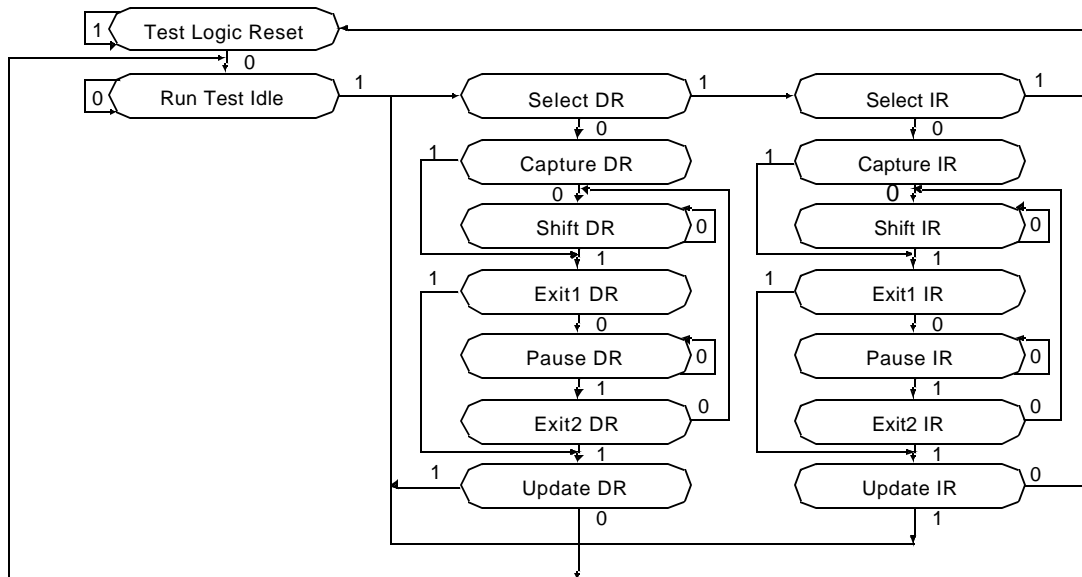 1 Test Logic Reset
0
0 Run Test Idle 1 Select DR 1 Select IR 1
0 0
1 Capture DR 1 Capture IR
0 0
Shift DR 0 Shift IR 0
1 1
1 Exit1 DR 1 Exit1 IR
0 0
Pause DR 0 Pause IR 0
1 1
Exit2 DR 0 Exit2 IR 0
1 1
1 Update DR Update IR 0
0 1